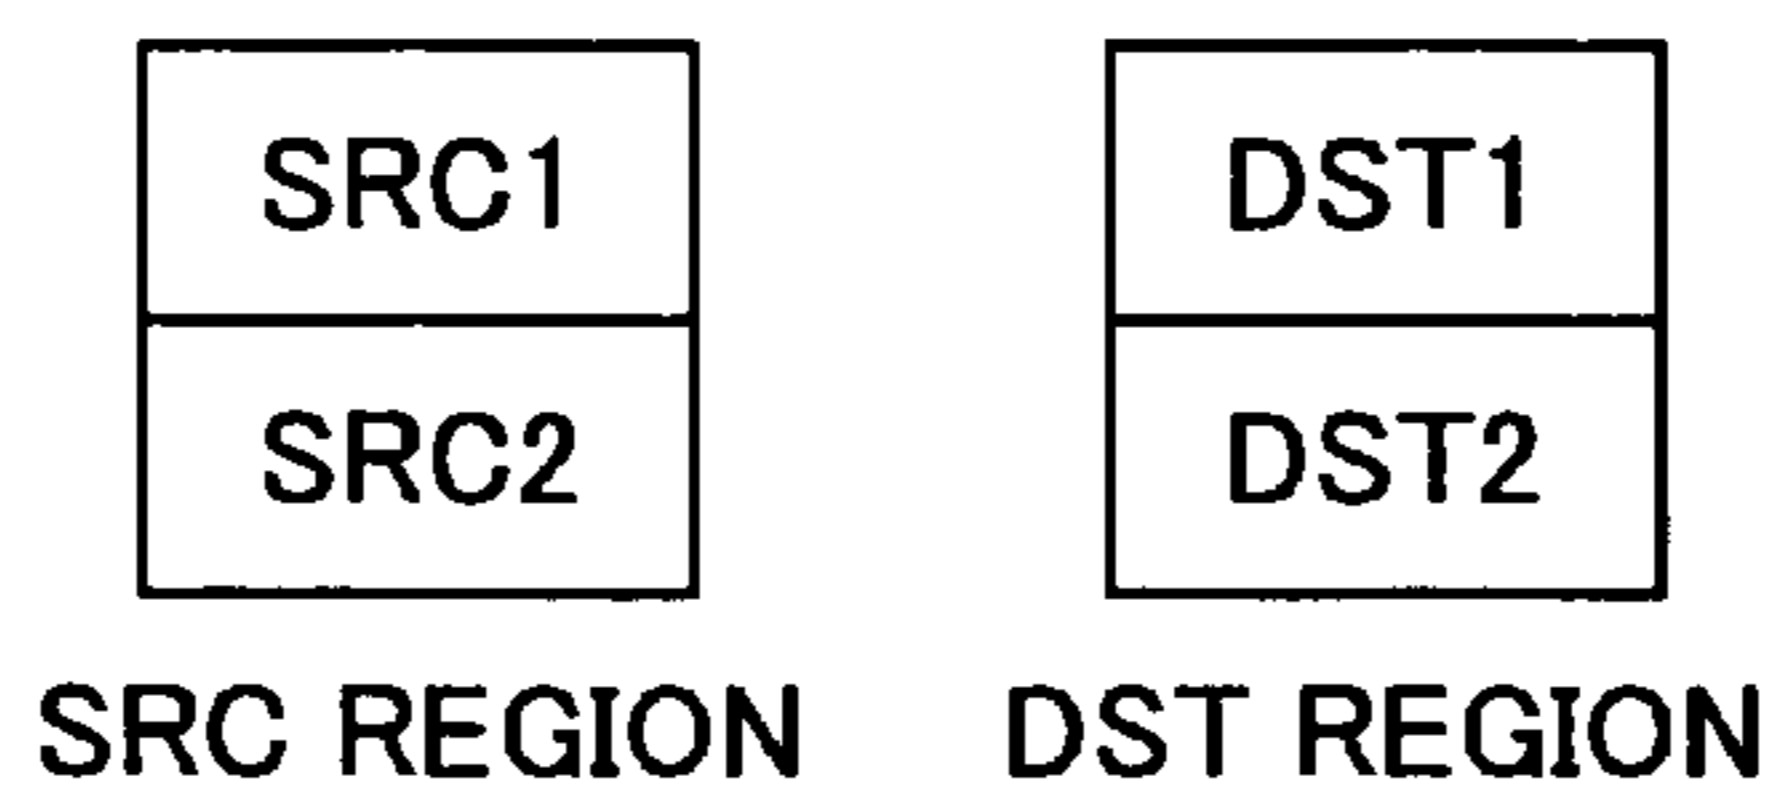 SRC1
SRC2
SRC REGION
DST1
DST2
DST REGION